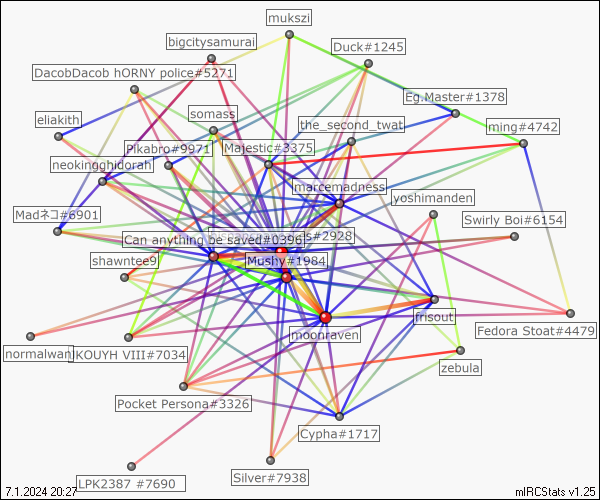 mukszi
bigcitysamurai
Duck#1245
DacobDacob hORNY police#5271
Eg.Master#1378
eliakith
somass
the_second_twat
ming#4742
Pikabro#9971
Majestic#3375
neokingghidorah
marcemadness
yoshimanden
Madネコ#6901
Swirly Boi#6154
Can anything be saved#0396
s#2928
shawntee9
Mushy#1984
frisout
Fedora Stoat#4479
moonraven
normalwan
KOUYH VIII#7034
zebula
Pocket Persona#3326
Cypha#1717
Silver#7938
LPK2387 #7690
7.1.2024 20:27
mIRCStats v1.25